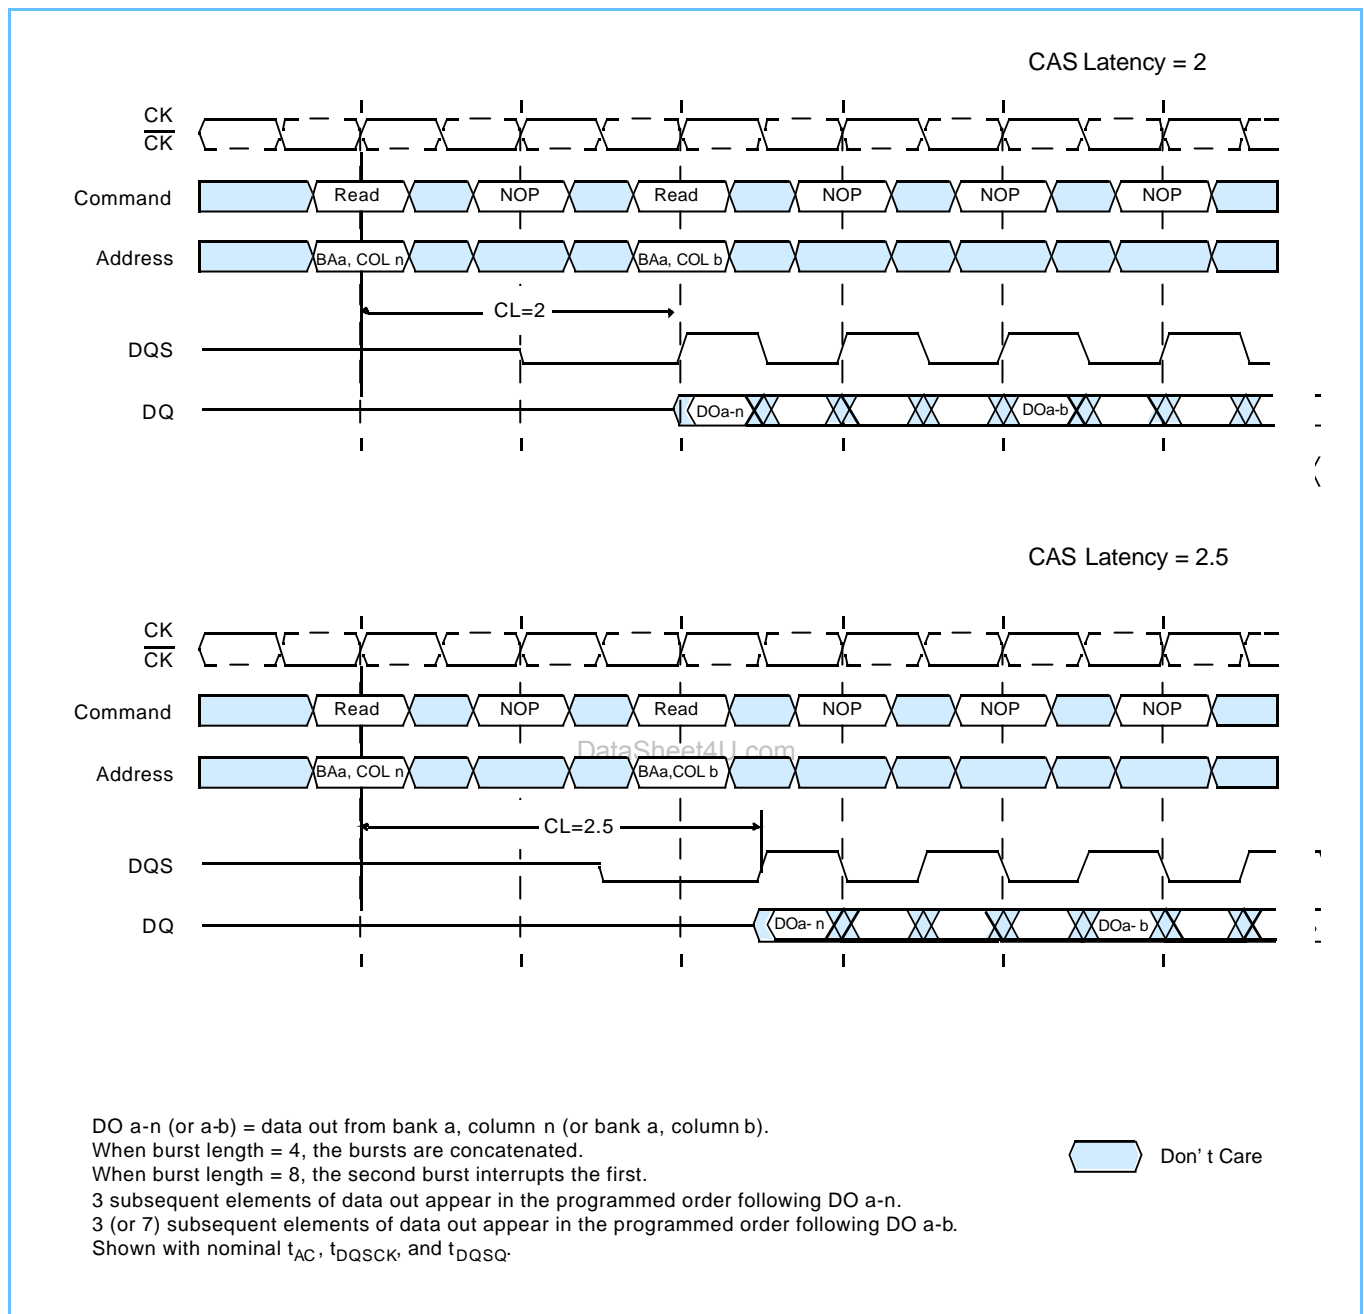 CAS Latency = 2
CK
CK
Command Read NOP Read NOP NOP NOP
Address BAa, COL n BAa, COL b
CL=2
DQS
DQ DOa-n DOa-b
CAS Latency = 2.5
CK
CK
Command Read NOP Read NOP NOP NOP
DataSheet4U.com
Address BAa, COL n BAa,COL b
CL=2.5
DQS
DQ DOa- n DOa- b
DO a-n (or a-b) = data out from bank a, column n (or bank a, column b).
When burst length = 4, the bursts are concatenated.
When burst length = 8, the second burst interrupts the first.
3 subsequent elements of data out appear in the programmed order following DO a-n.
3 (or 7) subsequent elements of data out appear in the programmed order following DO a-b.
Shown with nominal tAC, tDQSCK, and tDQSQ.
Don' t Care